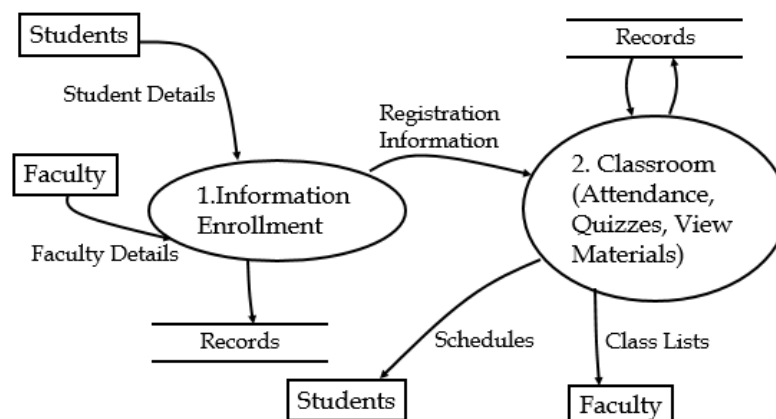 Students
Records
Student Details
Registration
Information
Faculty
1.Information
Enrollment
2. Classroom
(Attendance,
Quizzes, View
Materials)
Faculty Details
Records
Schedules
Class Lists
Students
Faculty